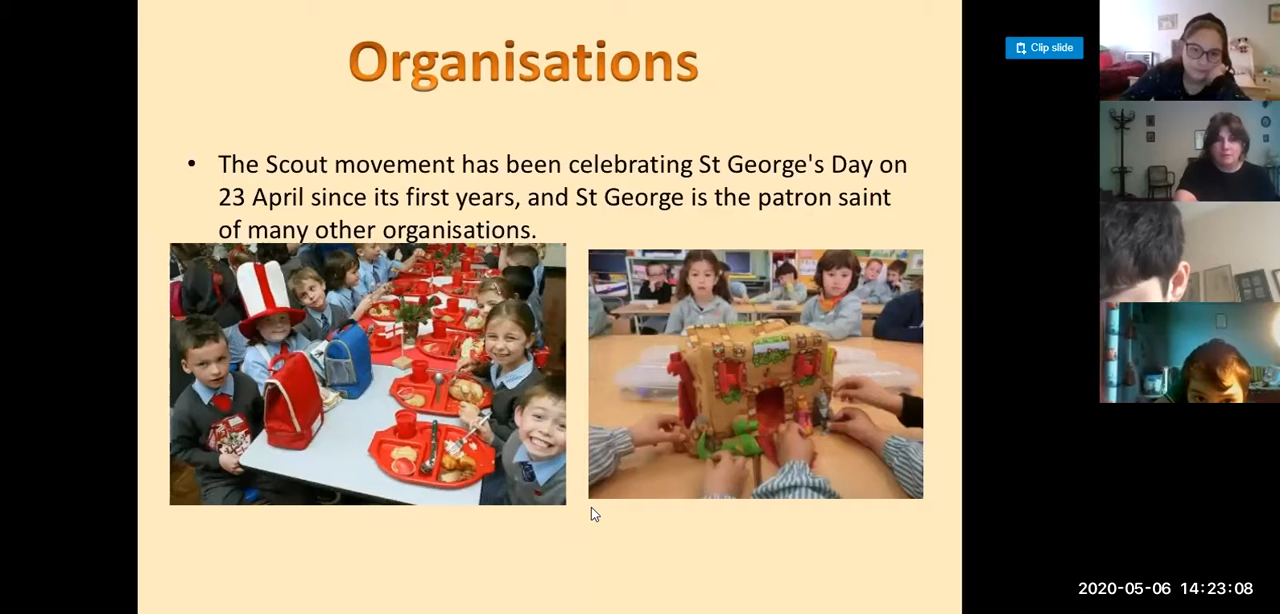 Organisations
Clip slide
• The Scout movement has been celebrating St George's Day on
23 April since its first years, and St George is the patron saint
of many other organisations.
2020-05-06 14:23:08